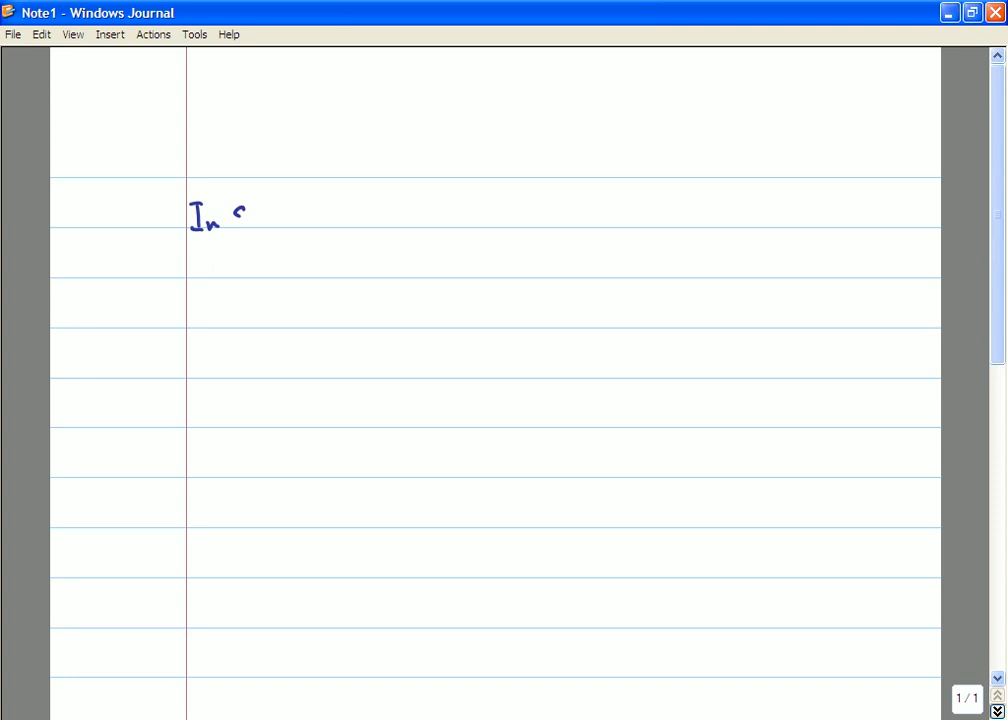 Note1 - Windows Journal
File Edit View Insert Actions Tools Help
In
1 / 1